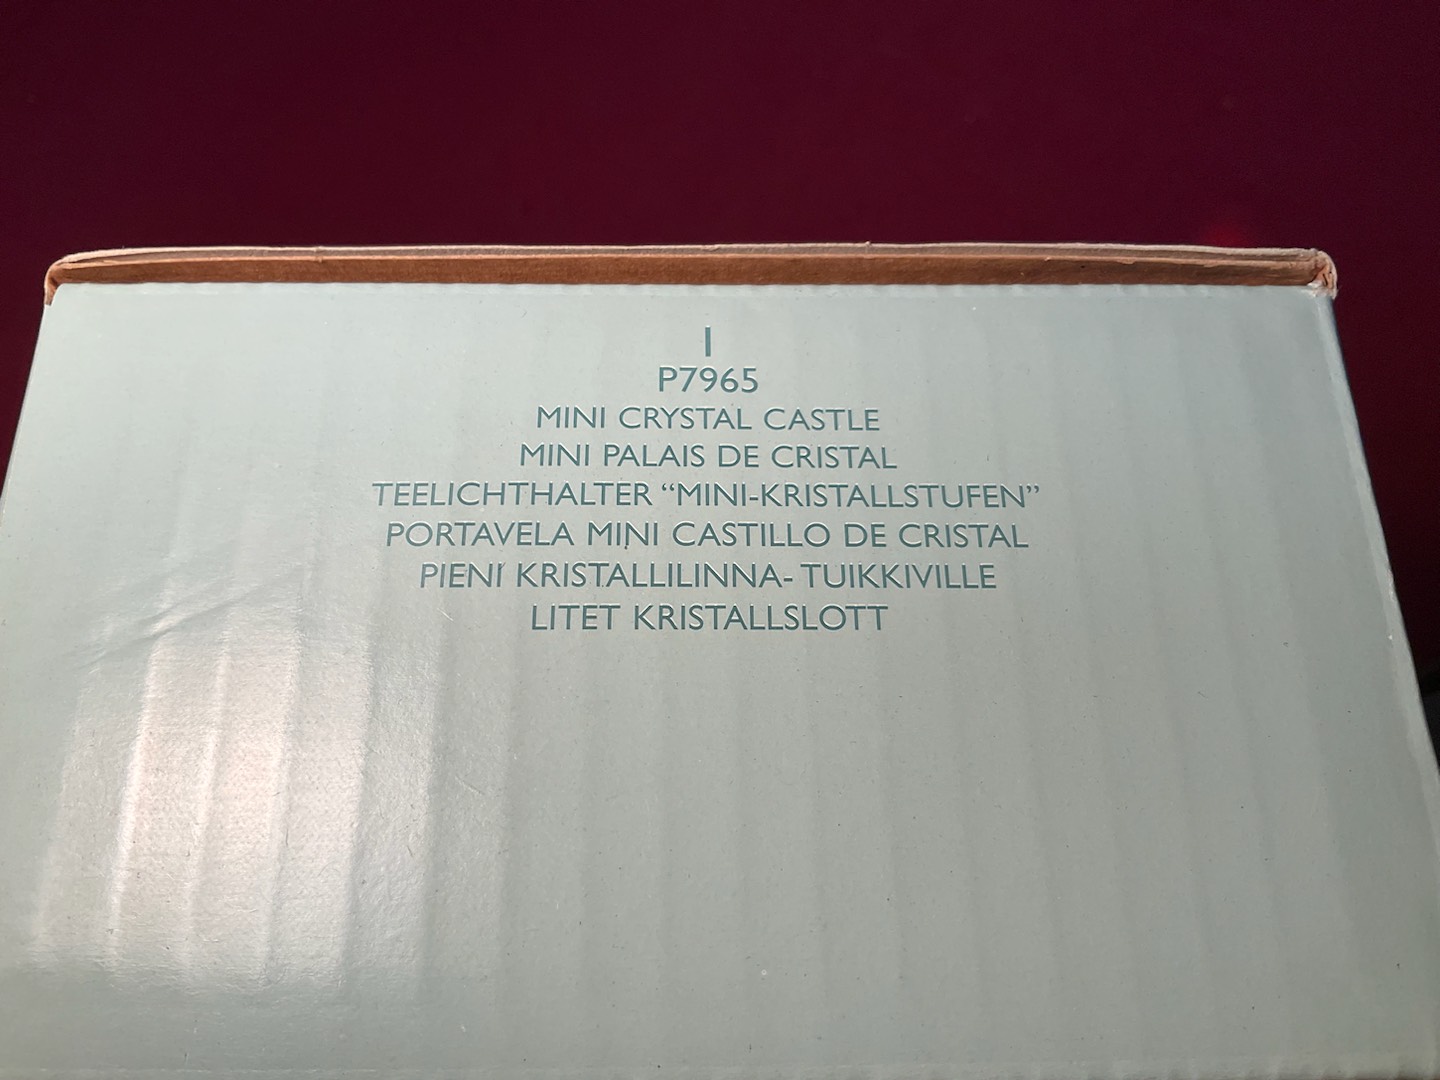 1
P7965
MINI CRYSTAL CASTLE
MINI PALAIS DE CRISTAL
TEELICHTHALTER “MINI-KRISTALLSTUFEN”
PORTAVELA MINI CASTILLO DE CRISTAL
PIENI KRISTALLILINNA- TUIKKIVILLE
LITET KRISTALLSLOTT